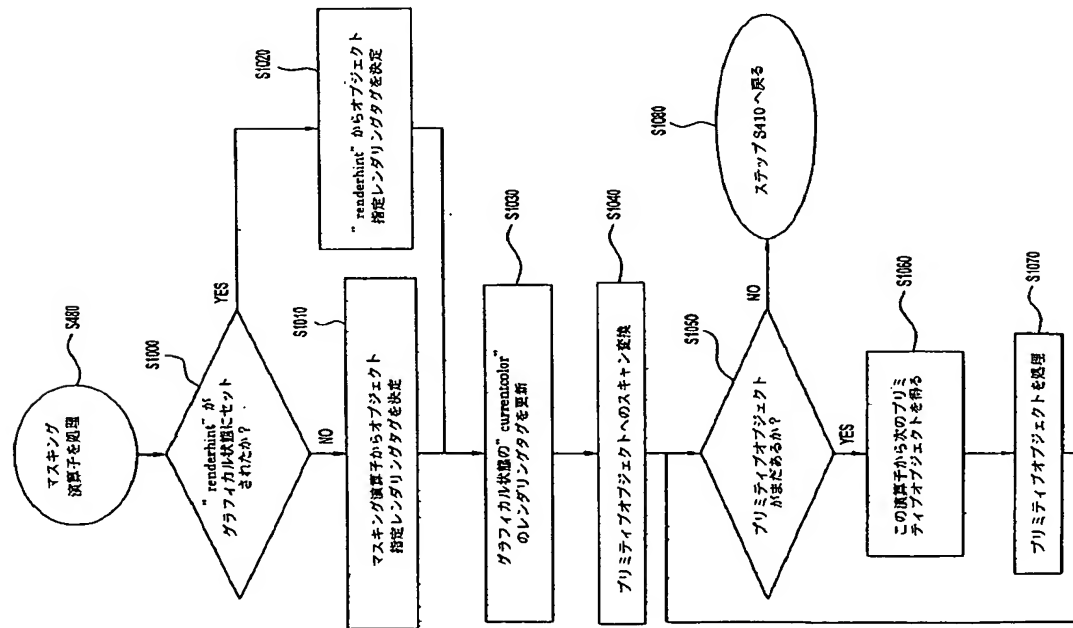 マスキング
演算子を処理
S480
"renderhint"が
グラフィカル状態にセット
されたか？
S1000
YES
NO
"renderhint"からオブジェクト
指定レンダリングタグを決定
S1020
マスキング演算子からオブジェクト
指定レンダリングタグを決定
S1010
グラフィカル状態の"currentcolor"
のレンダリングタグを更新
S1030
プリミティブオブジェクトへのスキャン変換
S1040
プリミティブオブジェクト
がまだあるか？
S1050
NO
YES
ステップS410へ戻る
S1080
この演算子から次のプリミ
ティブオブジェクトを得る
S1060
プリミティブオブジェクトを処理
S1070